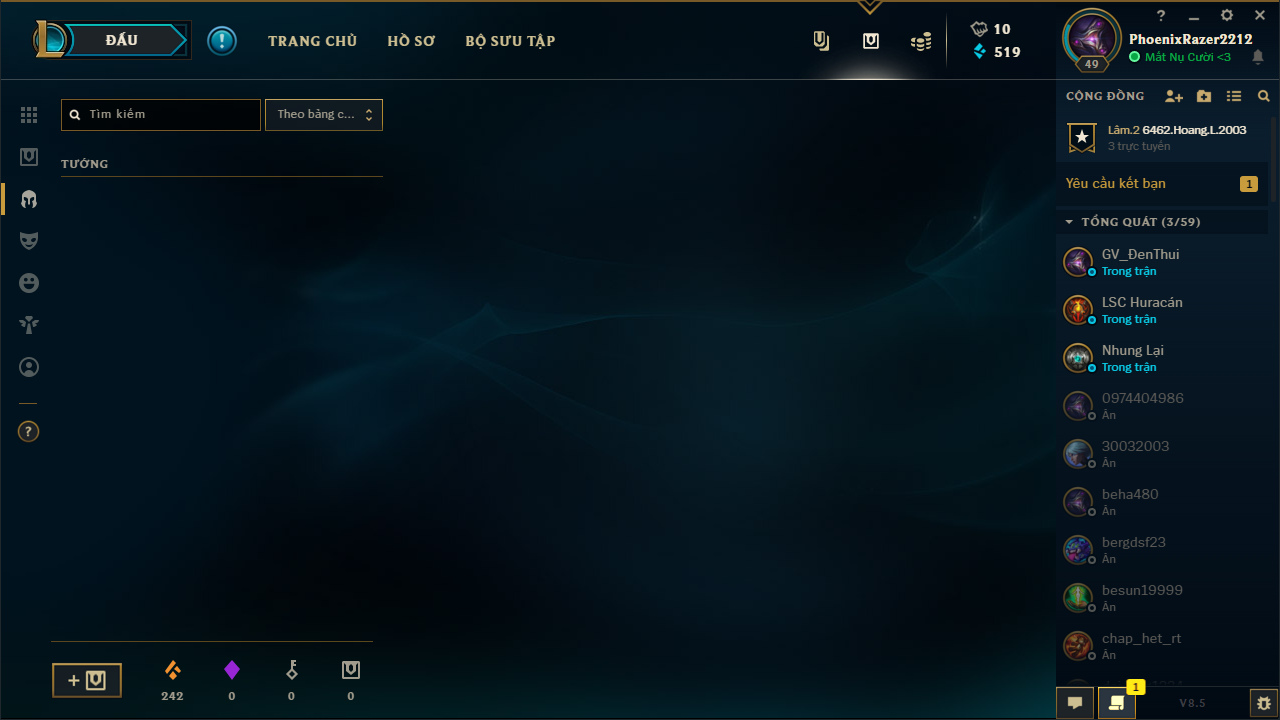 ĐẤU
TRANG CHỦ
HỒ SƠ
BỘ SƯU TẬP
10
519
49
PhoenixRazer2212
Mắt Nụ Cười <3
Tìm kiếm
Theo bảng c...
TƯỚNG
CỘNG ĐỒNG
Lâm.2 6462.Hoang.L.2003
3 trực tuyến
Yêu cầu kết bạn
1
TỔNG QUÁT (3/59)
GV_ĐenThui
Trong trận
LSC Huracán
Trong trận
Nhung Lại
Trong trận
0974404986
Ẩn
30032003
Ẩn
beha480
Ẩn
bergdsf23
Ẩn
besun19999
Ẩn
chap_het_rt
Ẩn
242
0
0
0
1
V8.5